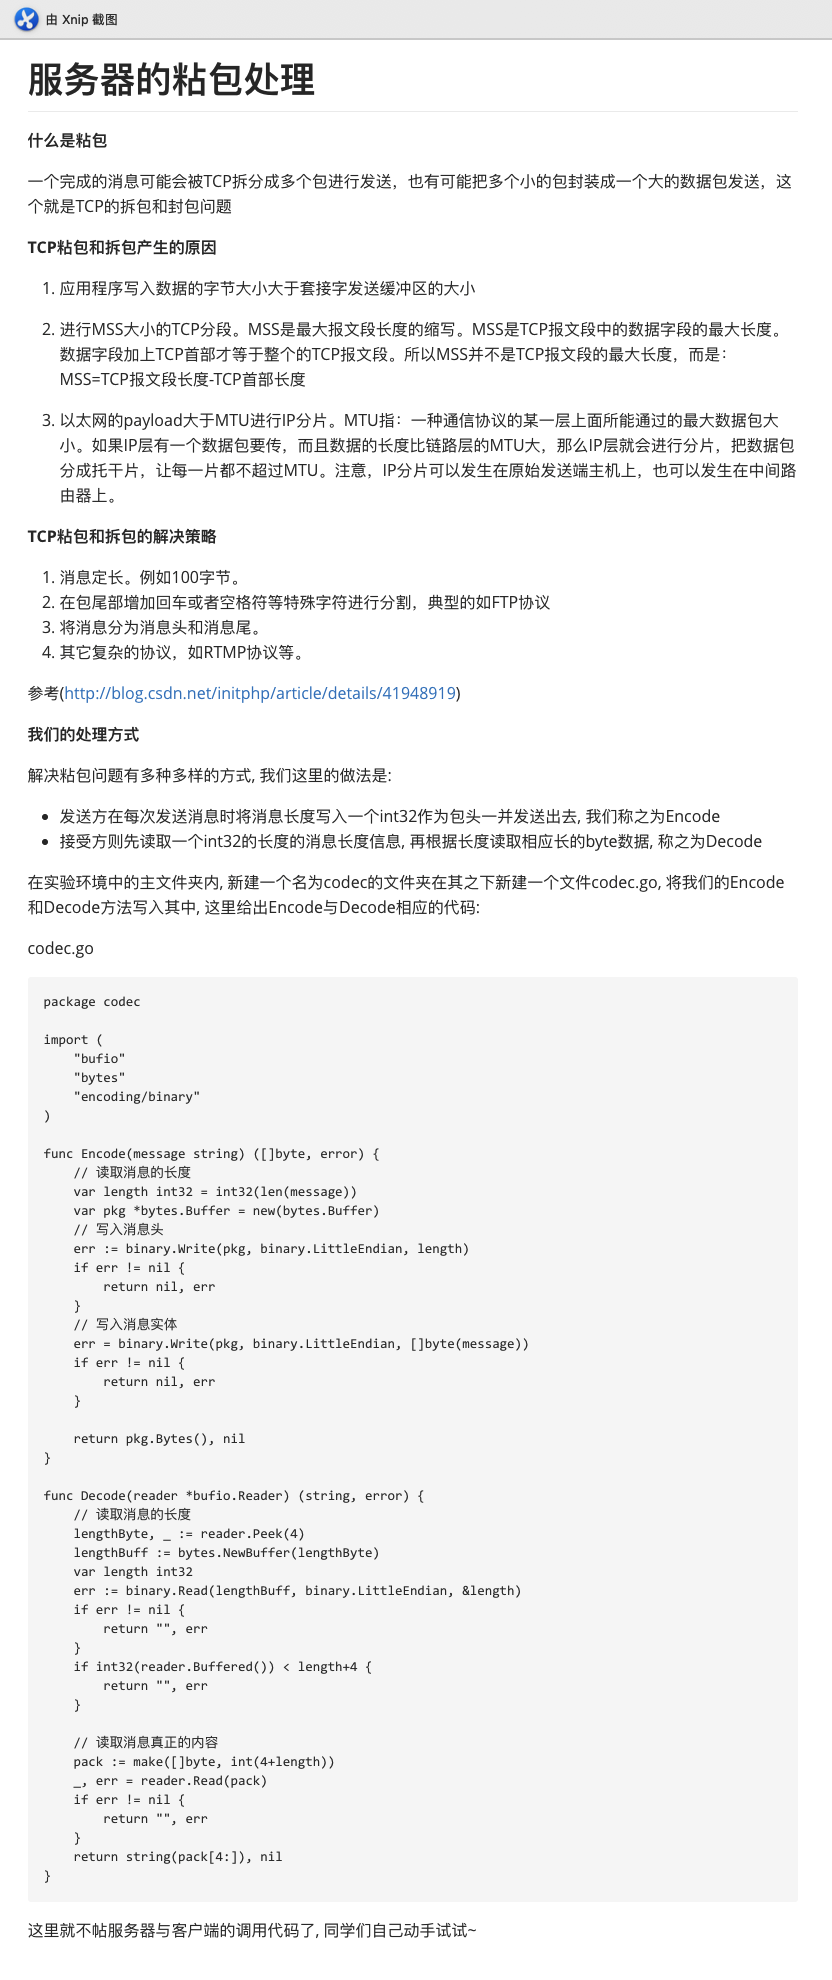 由 Xnip 截图
服务器的粘包处理
什么是粘包
一个完成的消息可能会被TCP拆分成多个包进行发送，也有可能把多个小的包封装成一个大的数据包发送，这
个就是TCP的拆包和封包问题
TCP粘包和拆包产生的原因
1. 应用程序写入数据的字节大小大于套接字发送缓冲区的大小
2. 进行MSS大小的TCP分段。MSS是最大报文段长度的缩写。MSS是TCP报文段中的数据字段的最大长度。
数据字段加上TCP首部才等于整个的TCP报文段。所以MSS并不是TCP报文段的最大长度，而是：
MSS=TCP报文段长度-TCP首部长度
3. 以太网的payload大于MTU进行IP分片。MTU指：一种通信协议的某一层上面所能通过的最大数据包大
小。如果IP层有一个数据包要传，而且数据的长度比链路层的MTU大，那么IP层就会进行分片，把数据包
分成托干片，让每一片都不超过MTU。注意，IP分片可以发生在原始发送端主机上，也可以发生在中间路
由器上。
TCP粘包和拆包的解决策略
1. 消息定长。例如100字节。
2. 在包尾部增加回车或者空格符等特殊字符进行分割，典型的如FTP协议
3. 将消息分为消息头和消息尾。
4. 其它复杂的协议，如RTMP协议等。
参考(http://blog.csdn.net/initphp/article/details/41948919)
我们的处理方式
解决粘包问题有多种多样的方式, 我们这里的做法是:
• 发送方在每次发送消息时将消息长度写入一个int32作为包头一并发送出去, 我们称之为Encode
• 接受方则先读取一个int32的长度的消息长度信息, 再根据长度读取相应长的byte数据, 称之为Decode
在实验环境中的主文件夹内, 新建一个名为codec的文件夹在其之下新建一个文件codec.go, 将我们的Encode
和Decode方法写入其中, 这里给出Encode与Decode相应的代码:
codec.go
package codec
import (
    "bufio"
    "bytes"
    "encoding/binary"
)
func Encode(message string) ([]byte, error) {
    // 读取消息的长度
    var length int32 = int32(len(message))
    var pkg *bytes.Buffer = new(bytes.Buffer)
    // 写入消息头
    err := binary.Write(pkg, binary.LittleEndian, length)
    if err != nil {
        return nil, err
    }
    // 写入消息实体
    err = binary.Write(pkg, binary.LittleEndian, []byte(message))
    if err != nil {
        return nil, err
    }
    return pkg.Bytes(), nil
}
func Decode(reader *bufio.Reader) (string, error) {
    // 读取消息的长度
    lengthByte, _ := reader.Peek(4)
    lengthBuff := bytes.NewBuffer(lengthByte)
    var length int32
    err := binary.Read(lengthBuff, binary.LittleEndian, &length)
    if err != nil {
        return "", err
    }
    if int32(reader.Buffered()) < length+4 {
        return "", err
    }
    // 读取消息真正的内容
    pack := make([]byte, int(4+length))
    _, err = reader.Read(pack)
    if err != nil {
        return "", err
    }
    return string(pack[4:]), nil
}
这里就不帖服务器与客户端的调用代码了, 同学们自己动手试试~